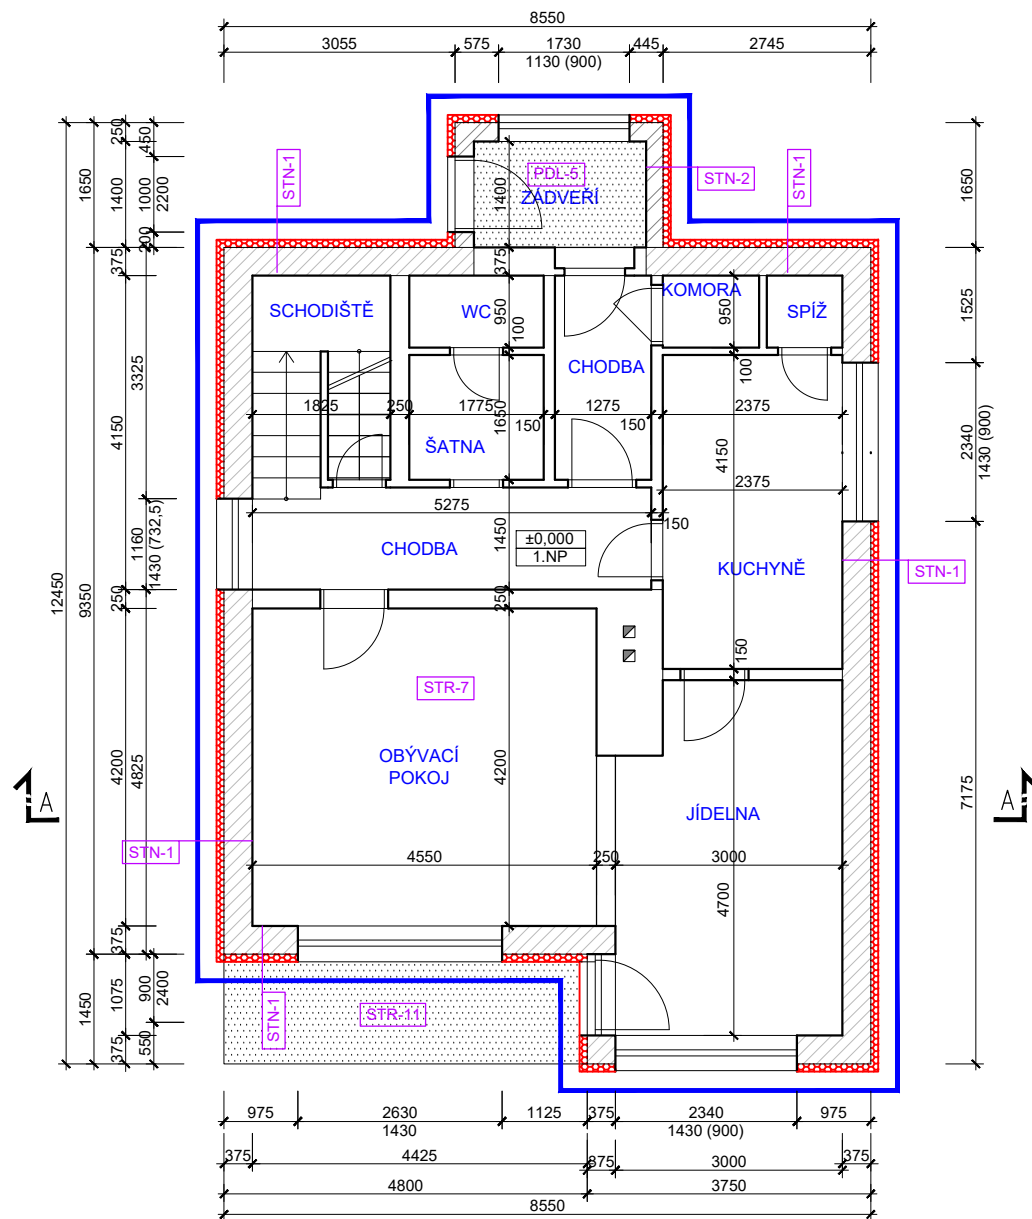 8550
3055 575 1730 445 2745
1130 (900)
250
450
1650
1400
1000
2200
200
375
STN-1
PDL-5
ZÁDVEŘÍ
1400
STN-2
STN-1
1650
375
SCHODIŠTĚ
WC
950
100
KOMORA
950
SPÍŽ
1525
CHODBA
100
3325
1825 250 1775 150 1275 150 2375
1650
ŠATNA
4150
4150
2340
1430 (900)
2375
5275
150
1160
1430 (732,5)
CHODBA
1450
±0,000
1.NP
KUCHYNĚ
STN-1
12450
9350
250
250
150
STR-7
OBÝVACÍ
POKOJ
4200
4825
4200
JÍDELNA
7175
A
A
STN-1
4550 250 3000
4700
375
1450
1075
900
2400
STN-1
STR-11
375
550
975 2630 1125 375 2340 975
1430 1430 (900)
375 4425 375 3000 375
4800 3750
8550